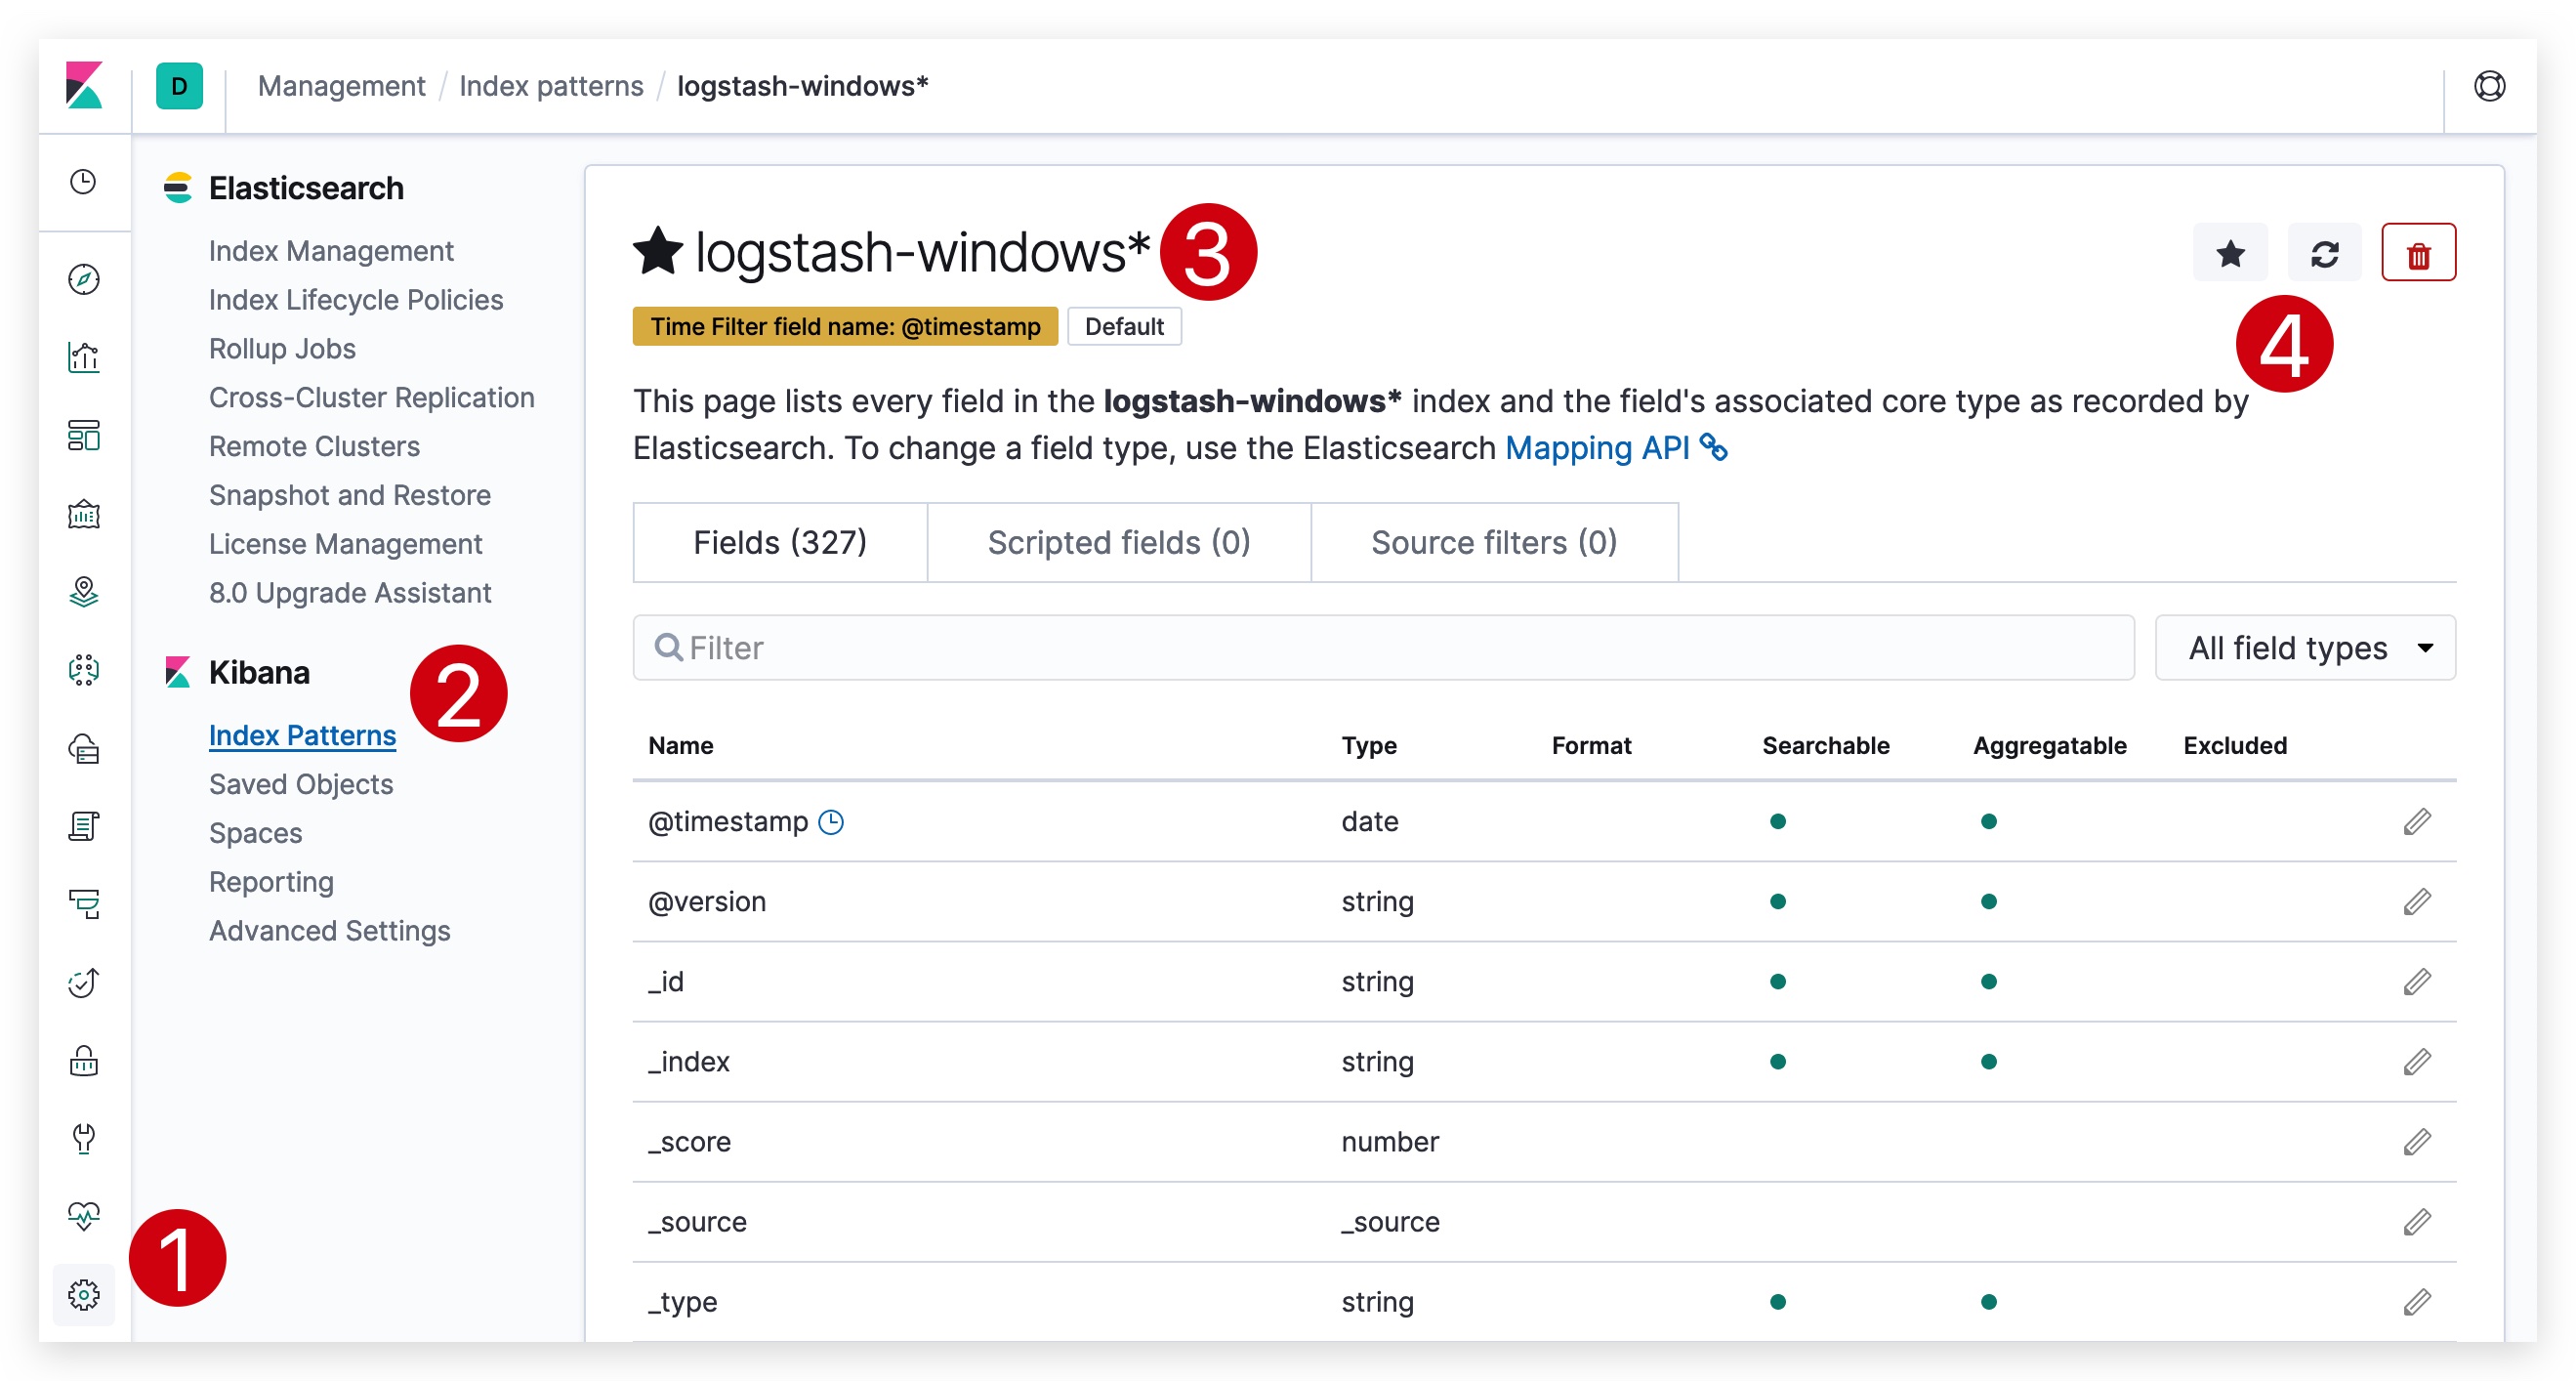 D Management / Index patterns / logstash-windows*
Elasticsearch
Index Management
Index Lifecycle Policies
Rollup Jobs
Cross-Cluster Replication
Remote Clusters
Snapshot and Restore
License Management
8.0 Upgrade Assistant
Kibana
2
Index Patterns
Saved Objects
Spaces
Reporting
Advanced Settings
1
logstash-windows* 3
Time Filter field name: @timestamp Default
4
This page lists every field in the logstash-windows* index and the field's associated core type as recorded by
Elasticsearch. To change a field type, use the Elasticsearch Mapping API
Fields (327) Scripted fields (0) Source filters (0)
Filter All field types
Name Type Format Searchable Aggregatable Excluded
@timestamp date
@version string
_id string
_index string
_score number
_source _source
_type string